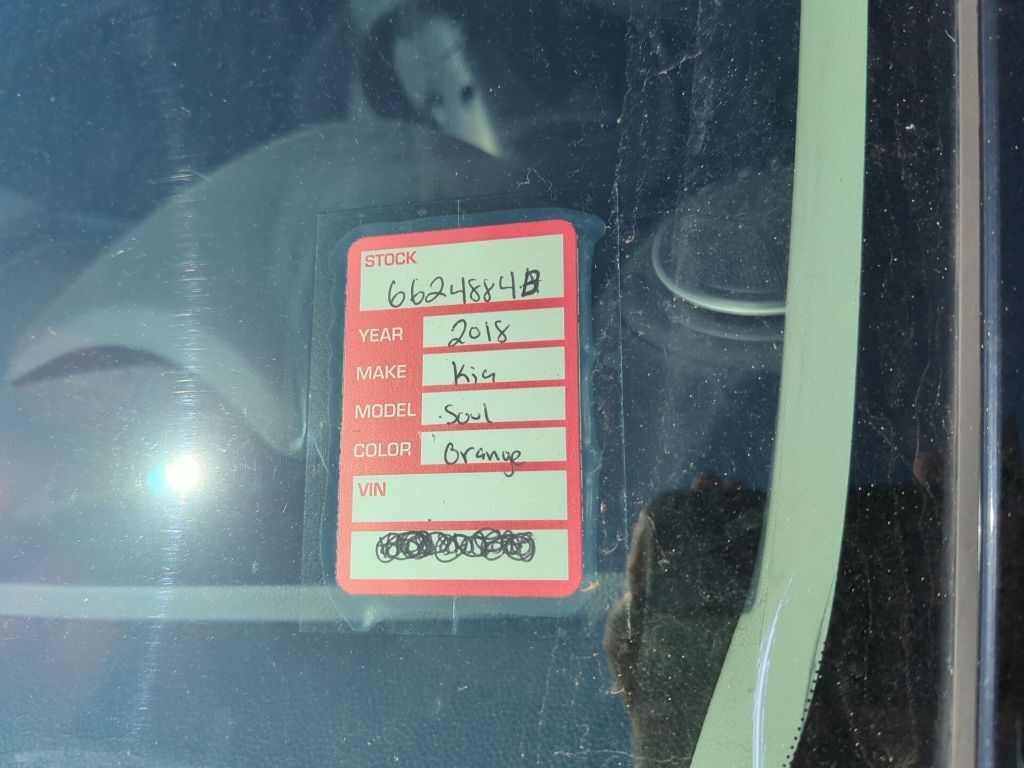 STOCK
6624884B
YEAR 2018
MAKE Kia
MODEL Soul
COLOR Orange
VIN